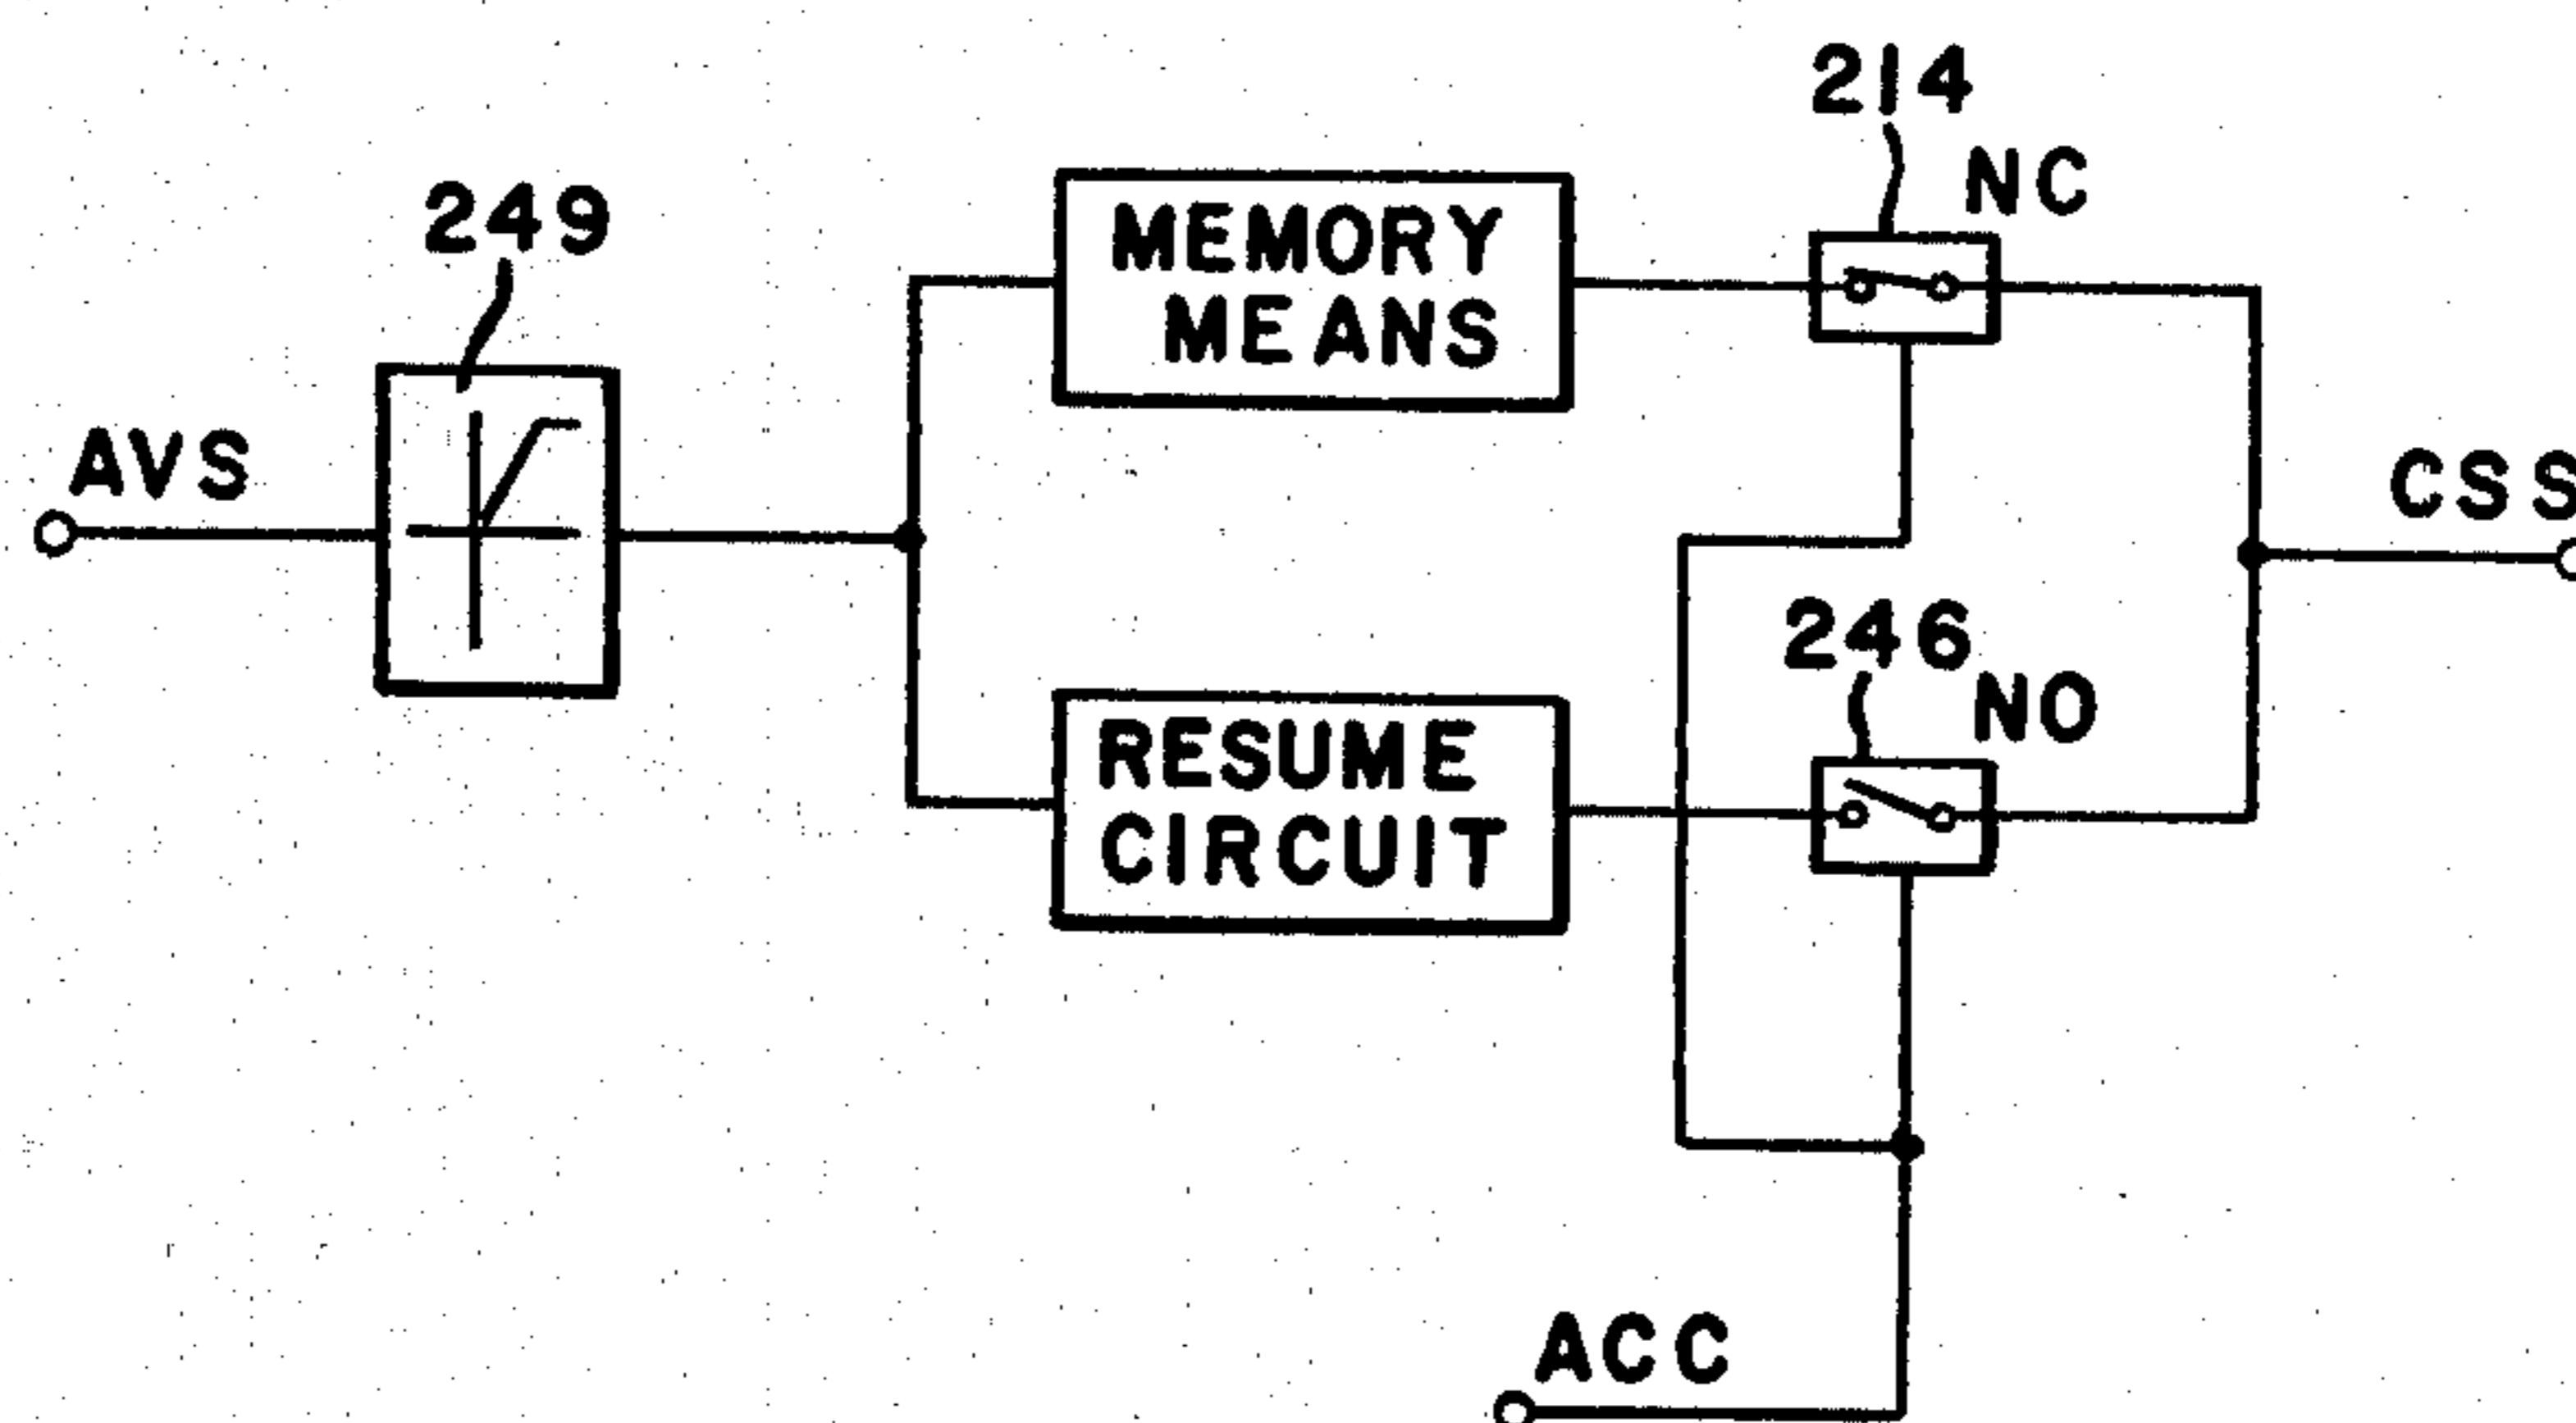 214
NC
249
MEMORY
MEANS
AVS
CSS
246
NO
RESUME
CIRCUIT
ACC